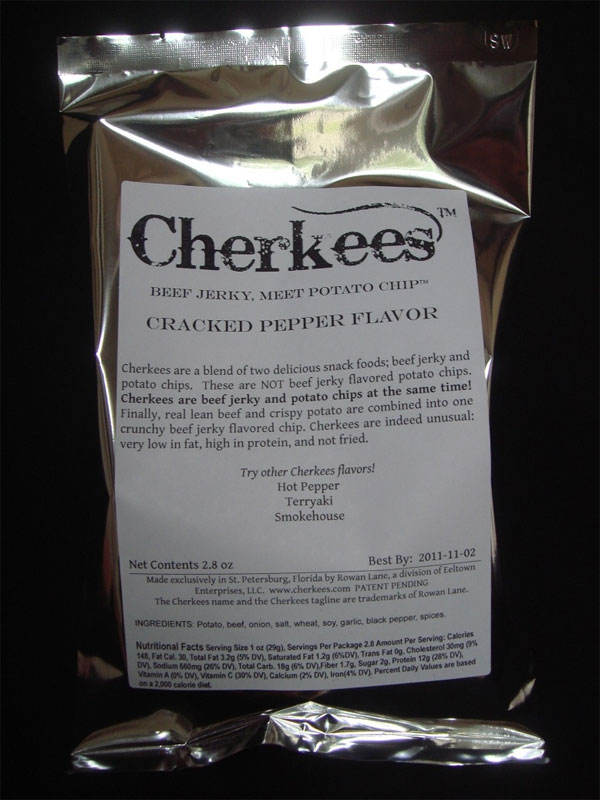 SW
Cherkees™
BEEF JERKY, MEET POTATO CHIP™
CRACKED PEPPER FLAVOR
Cherkees are a blend of two delicious snack foods; beef jerky and
potato chips. These are NOT beef jerky flavored potato chips.
Cherkees are beef jerky and potato chips at the same time!
Finally, real lean beef and crispy potato are combined into one
crunchy beef jerky flavored chip. Cherkees are indeed unusual:
very low in fat, high in protein, and not fried.
Try other Cherkees flavors!
Hot Pepper
Terryaki
Smokehouse
Net Contents 2.8 oz Best By: 2011-11-02
Made exclusively in St. Petersburg, Florida by Rowan Lane, a division of Eeltown
Enterprises, LLC. www.cherkees.com PATENT PENDING
The Cherkees name and the Cherkees tagline are trademarks of Rowan Lane.
INGREDIENTS: Potato, beef, onion, salt, wheat, soy, garlic, black pepper, spices.
Nutritional Facts Serving Size 1 oz (29g), Servings Per Package 2.8 Amount Per Serving: Calories
148, Fat Cal. 30, Total Fat 3.2g (5% DV), Saturated Fat 1.2g (6%DV), Trans Fat 0g, Cholesterol 30mg (9%
DV), Sodium 660mg (26% DV), Total Carb. 18g (6% DV),Fiber 1.7g, Sugar 2g, Protein 12g (28% DV),
Vitamin A (0% DV), Vitamin C (30% DV), Calcium (2% DV), Iron(4% DV). Percent Daily Values are based
on a 2,000 calorie diet.